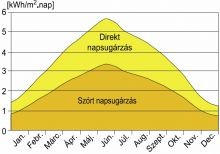 [kWh/m².nap]
6
5
4
3
2
1
0
Direkt
napsugárzás
Szórt napsugárzás
Jan.
Febr.
Márc.
Ápr.
Máj.
Jún.
Júl.
Aug.
Szept.
Okt.
Nov.
Dec.